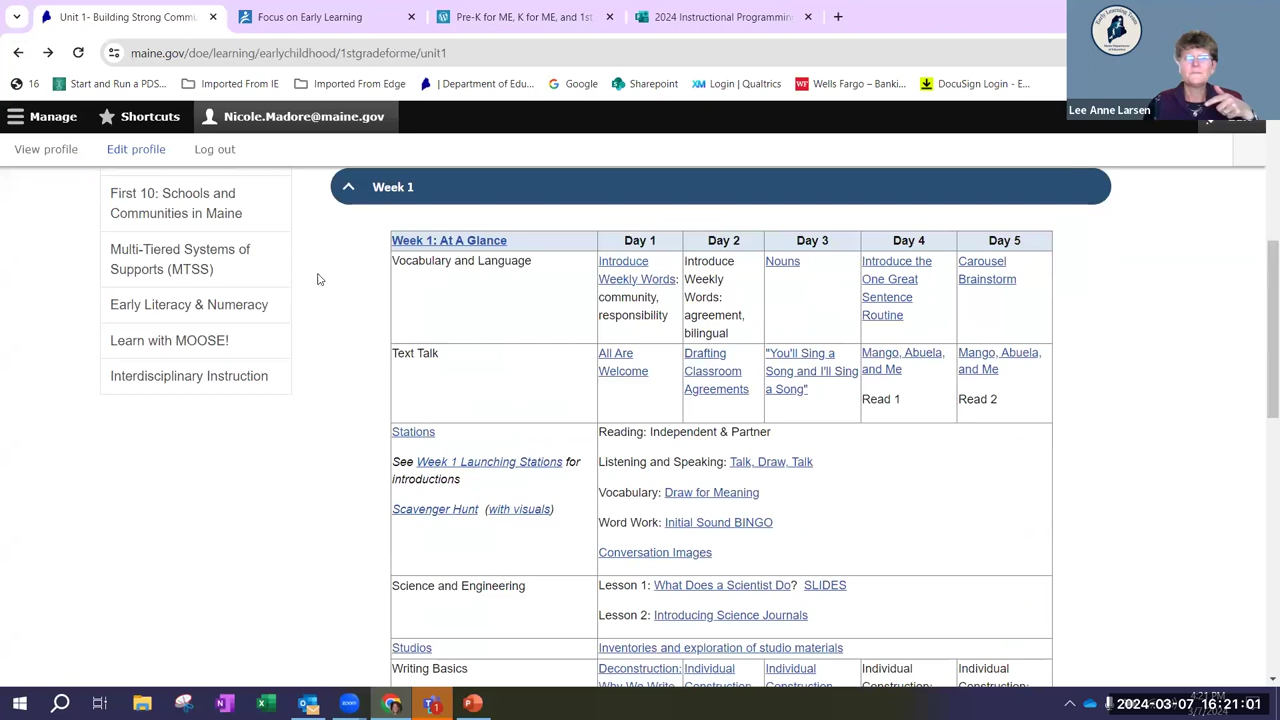 Unit 1- Building Strong Commu
Focus on Early Learning
Pre-K for ME, K for ME, and 1st
2024 Instructional Programmin
maine.gov/doe/learning/earlychildhood/1stgradeforme/unit1
16
Start and Run a PDS...
Imported From IE
Imported From Edge
| Department of Edu...
Google
Sharepoint
Login | Qualtrics
Wells Fargo – Banki...
DocuSign Login - E...
Lee Anne Larsen
Manage
Shortcuts
Nicole.Madore@maine.gov
View profile
Edit profile
Log out
First 10: Schools and
Communities in Maine
Multi-Tiered Systems of
Supports (MTSS)
Early Literacy & Numeracy
Learn with MOOSE!
Interdisciplinary Instruction
Week 1
Week 1: At A Glance
Day 1
Day 2
Day 3
Day 4
Day 5
Vocabulary and Language
Introduce
Weekly Words:
community,
responsibility
Introduce
Weekly
Words:
agreement,
bilingual
Nouns
Introduce the
One Great
Sentence
Routine
Carousel
Brainstorm
Text Talk
All Are
Welcome
Drafting
Classroom
Agreements
"You'll Sing a
Song and I'll Sing
a Song"
Mango, Abuela,
and Me
Read 1
Mango, Abuela,
and Me
Read 2
Stations
See Week 1 Launching Stations for
Introductions
Scavenger Hunt (with visuals)
Reading: Independent & Partner
Listening and Speaking: Talk, Draw, Talk
Vocabulary: Draw for Meaning
Word Work: Initial Sound BINGO
Conversation Images
Science and Engineering
Lesson 1: What Does a Scientist Do? SLIDES
Lesson 2: Introducing Science Journals
Studios
Inventories and exploration of studio materials
Writing Basics
Deconstruction:
Why We Write
Individual
Construction
Individual
Construction
Individual
Construction:
Individual
Construction:
2024-03-07 16:21:01